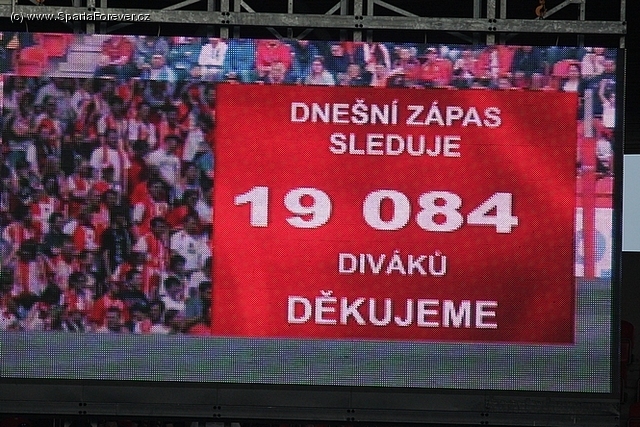 (c) www.SpartaForever.cz
DNEŠNÍ ZÁPAS
SLEDUJE
19 084
DIVÁKŮ
DĚKUJEME